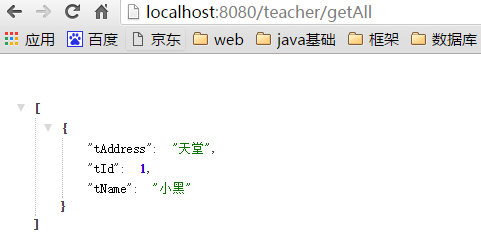 localhost:8080/teacher/getAll
应用 百度 京东 web java基础 框架 数据库
[
{
"tAddress": "天堂",
"tId": 1,
"tName": "小黑"
}
]